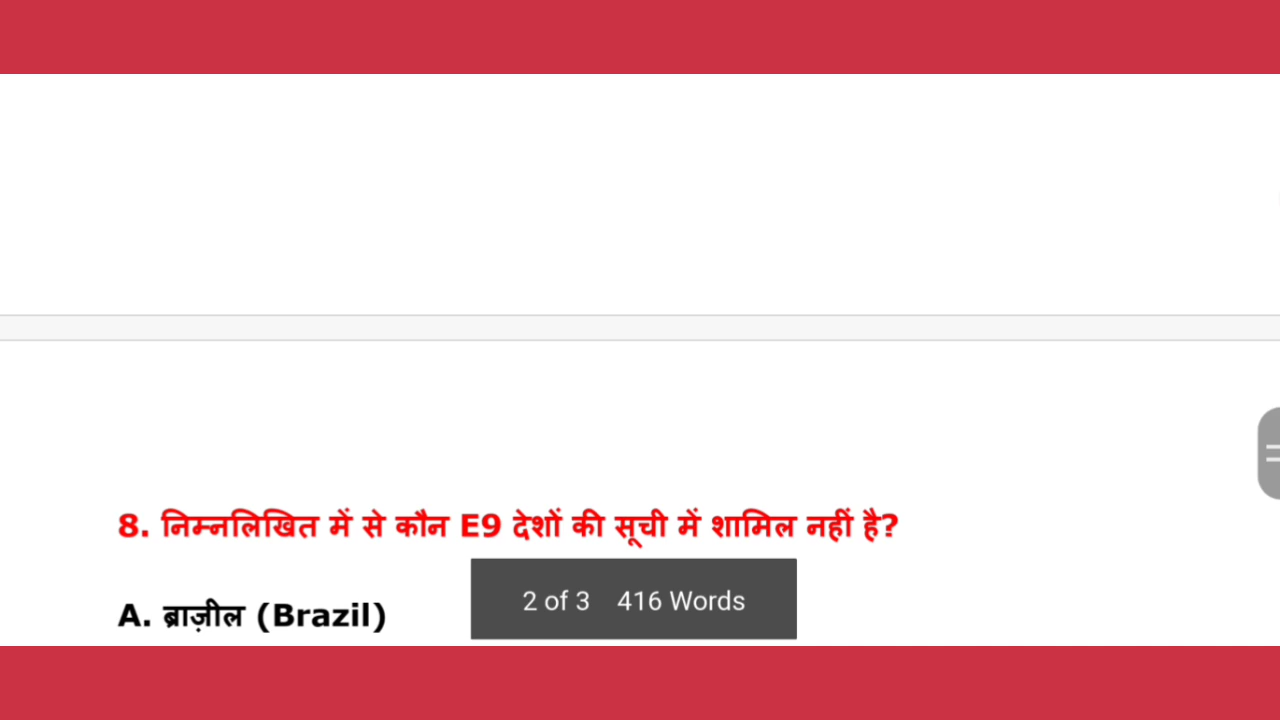 8. निम्नलिखित में से कौन E9 देशों की सूची में शामिल नहीं है?
A. ब्राज़ील (Brazil)
2 of 3 416 Words